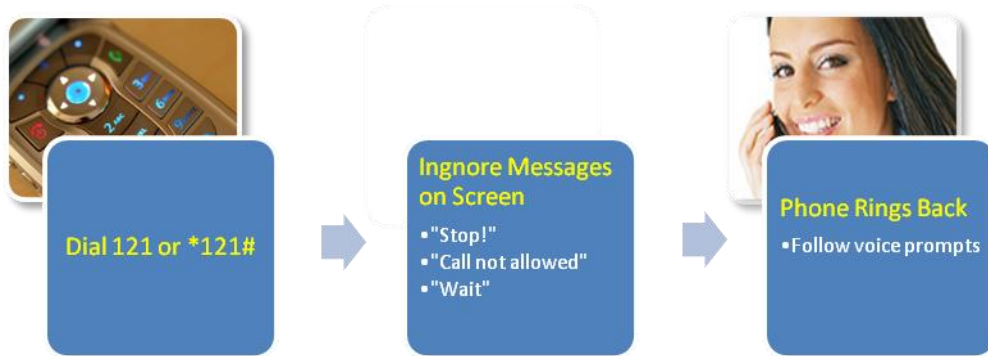 Dial 121 or *121#
Ingnore Messages
on Screen
▪"Stop!"
▪"Call not allowed"
▪"Wait"
Phone Rings Back
▪Follow voice prompts